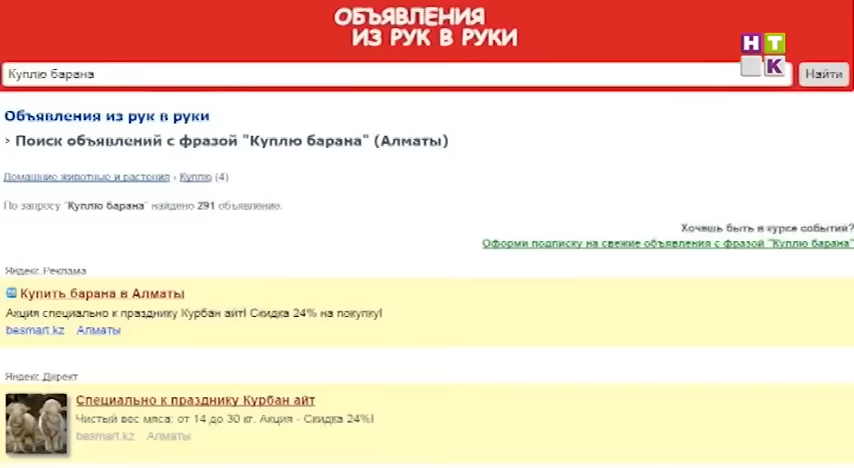 ОБЪЯВЛЕНИЯ
ИЗ РУК В РУКИ
Н Т
К
Куплю барана
Найти
Объявления из рук в руки
› Поиск объявлений с фразой "Куплю барана" (Алматы)
Домашние животные и растения › Куплю (4)
По запросу "Куплю барана" найдено 291 объявление.
Хочешь быть в курсе событий?
Оформи подписку на свежие объявления с фразой "Куплю барана"
Яндекс Реклама
Купить барана в Алматы
Акция специально к празднику Курбан айт! Скидка 24% на покупку!
besmart.kz Алматы
Яндекс Директ
Специально к празднику Курбан айт
Чистый вес мяса: от 14 до 30 кг. Акция - Скидка 24%!
besmart.kz Алматы